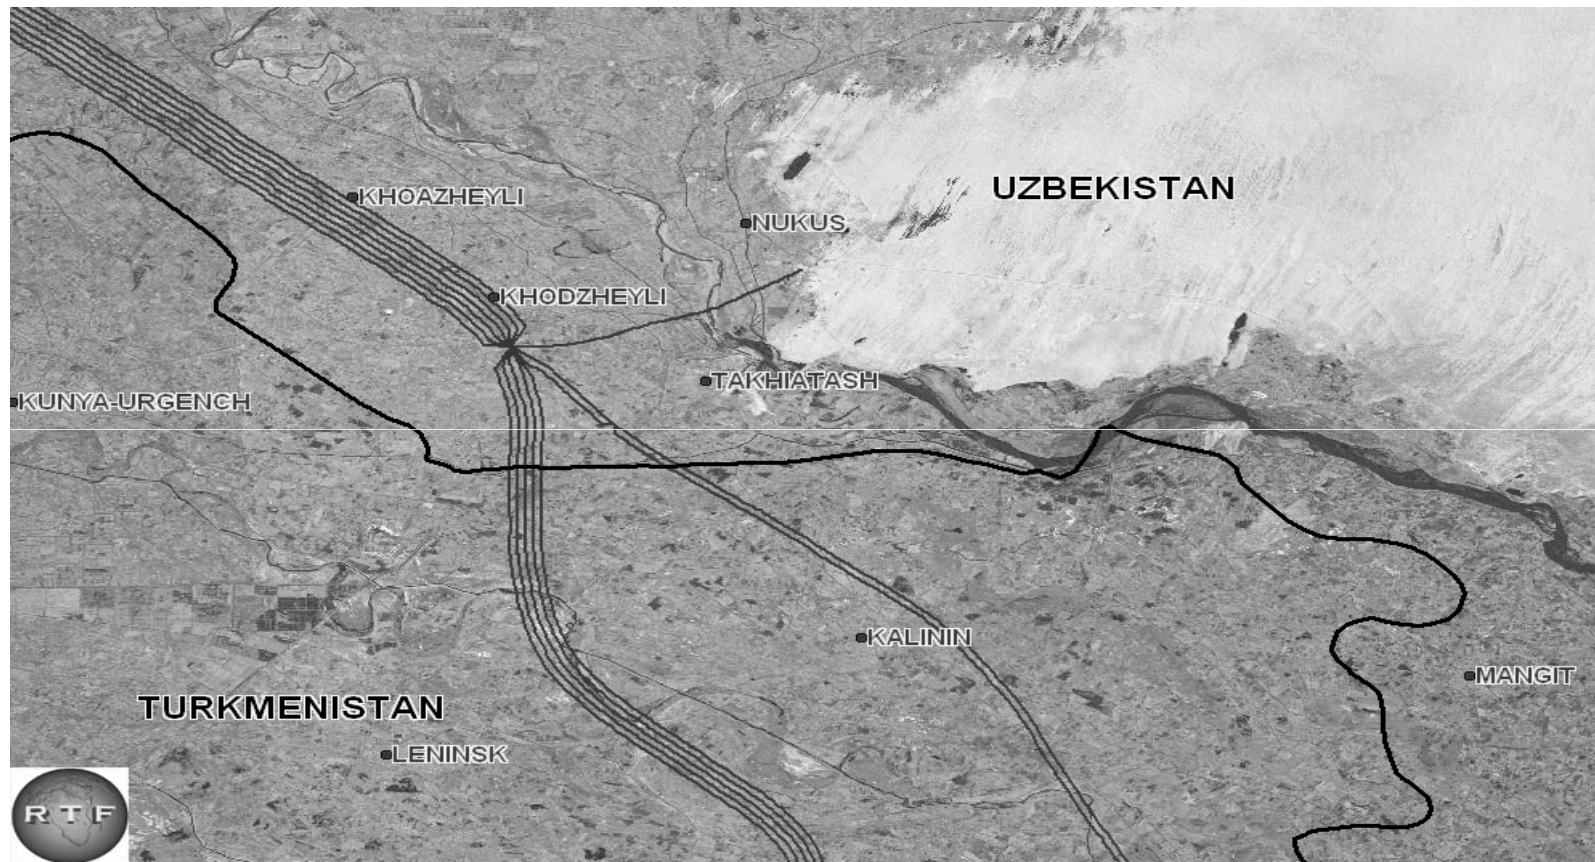 UZBEKISTAN
KHOAZHEYLI
NUKUS
KHODZHEYLI
TAKHIATASH
KUNYA-URGENCH
KALININ
MANGIT
TURKMENISTAN
LENINSK
RTF